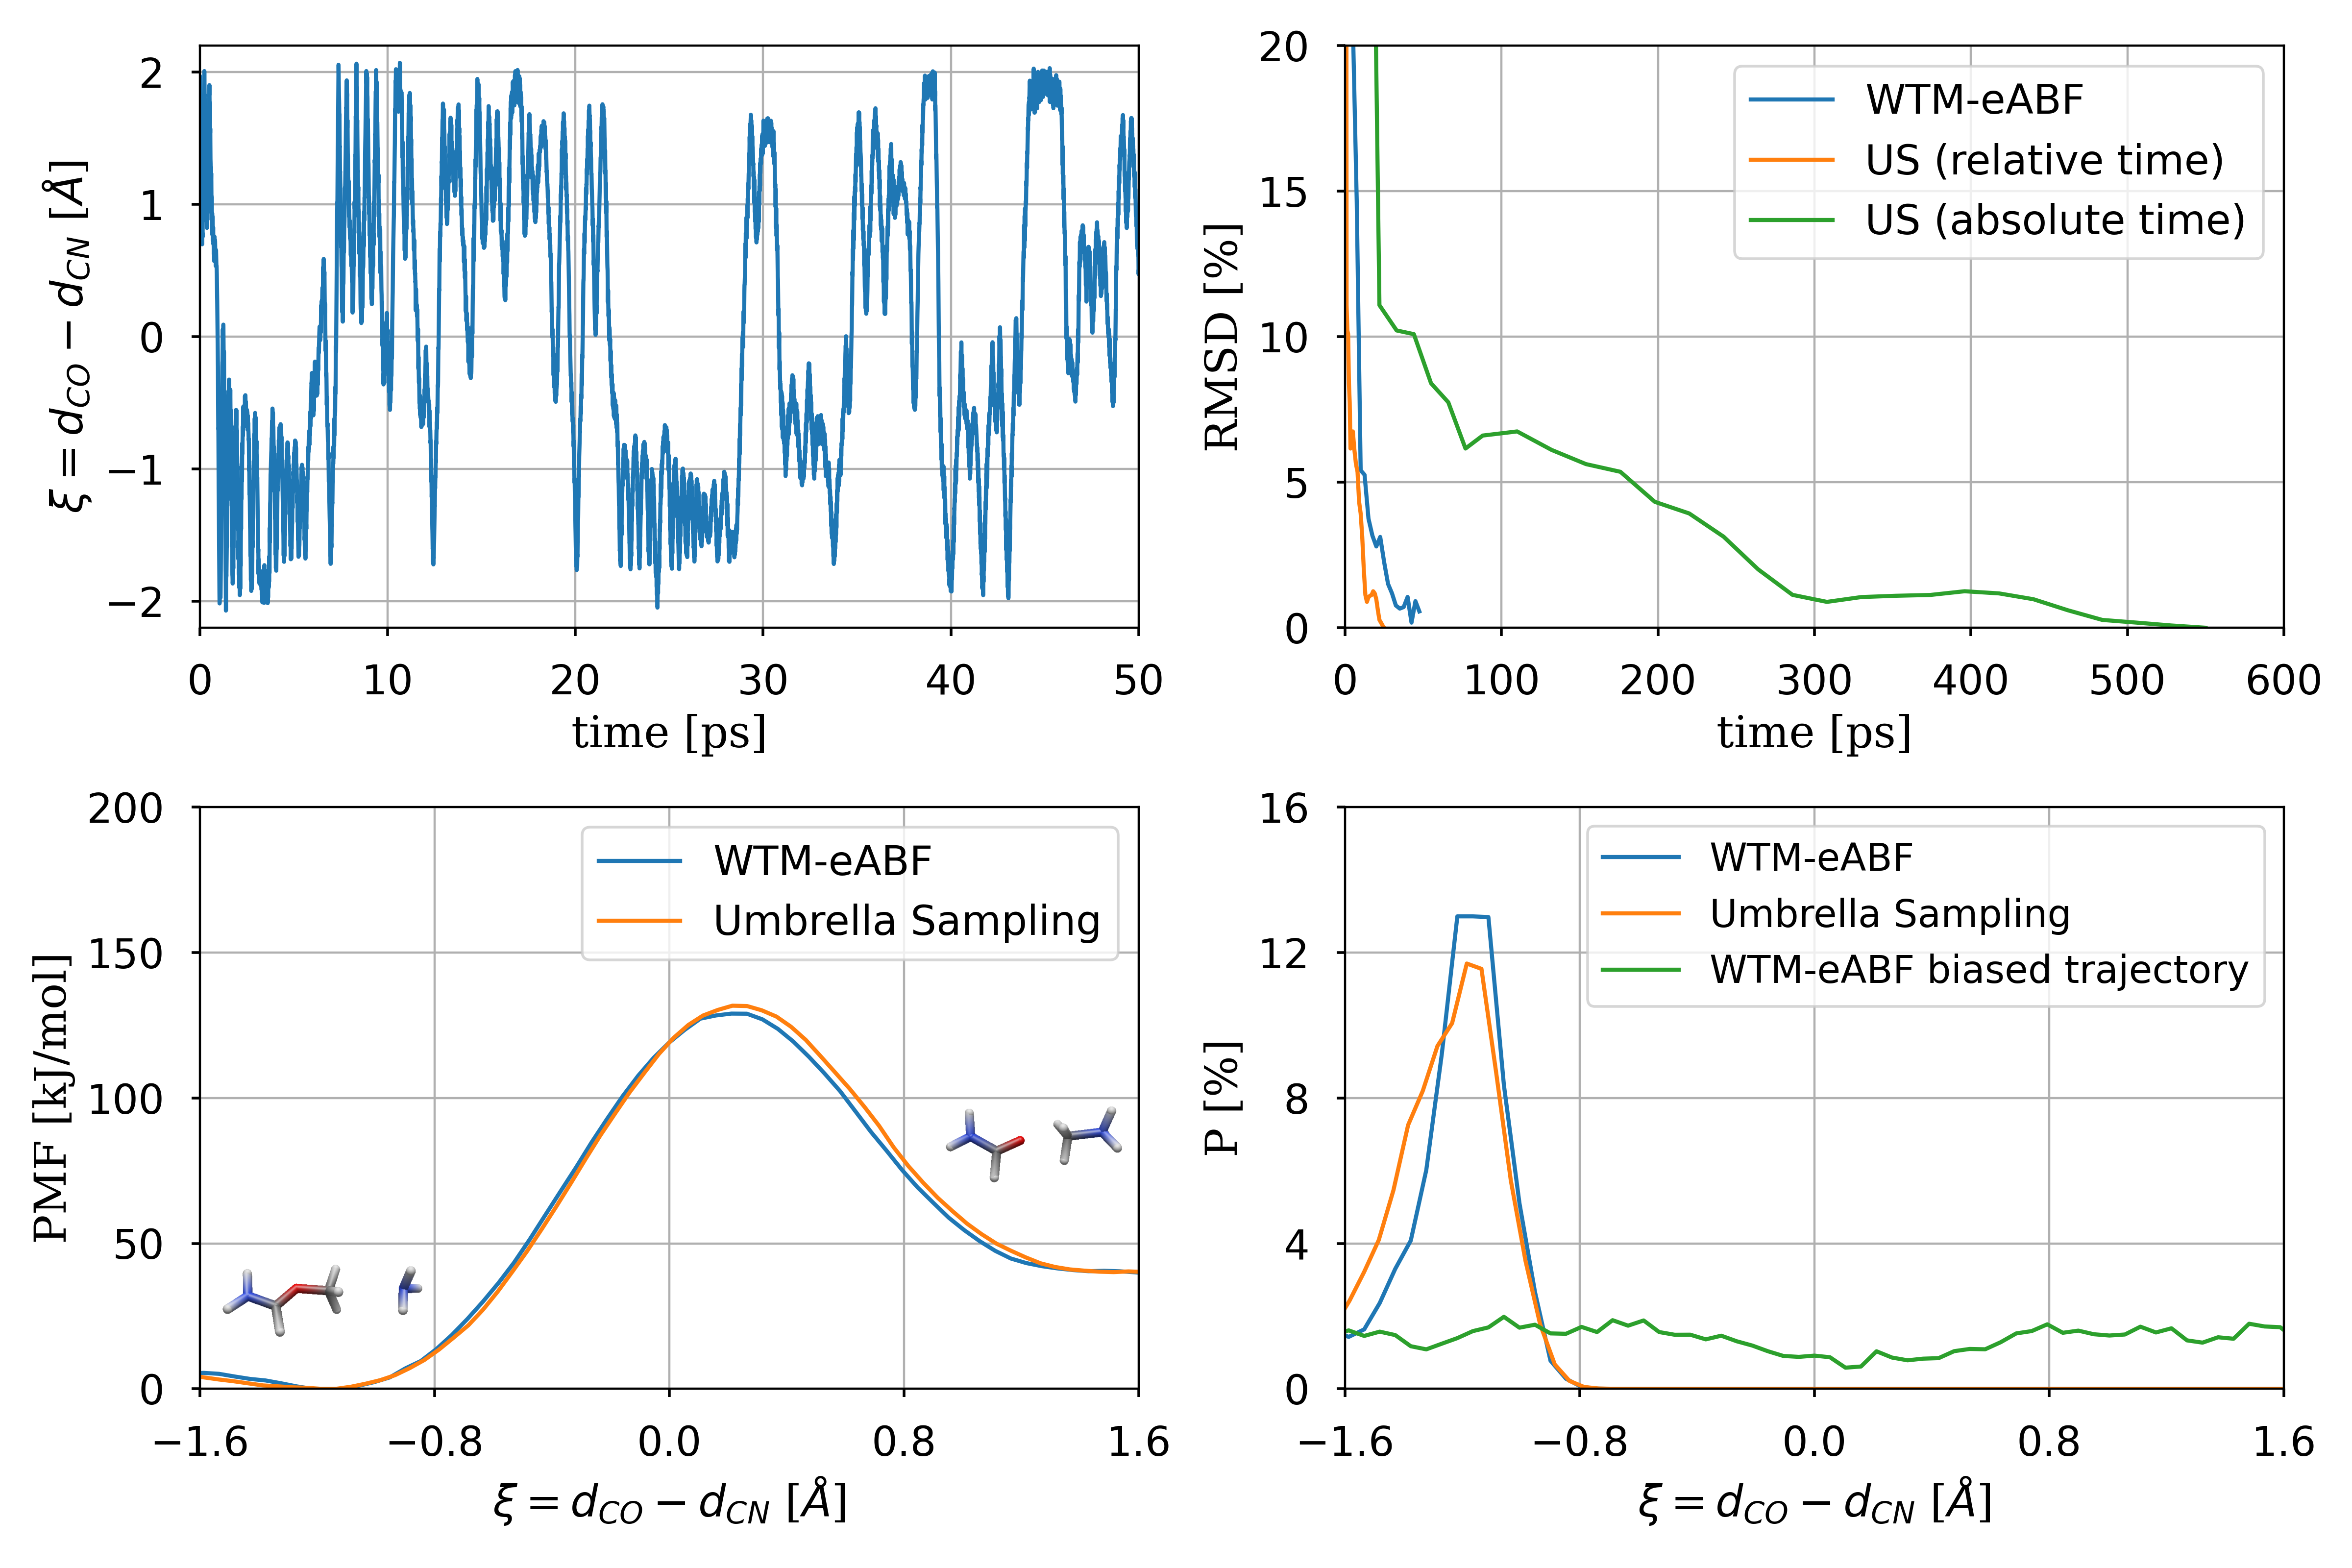 2
1
0
−1
−2
ξ = d_CO − d_CN [Å]
0 10 20 30 40 50
time [ps]
20
15
10
5
0
RMSD [%]
WTM-eABF
US (relative time)
US (absolute time)
0 100 200 300 400 500 600
time [ps]
200
150
100
50
0
PMF [kJ/mol]
WTM-eABF
Umbrella Sampling
−1.6 −0.8 0.0 0.8 1.6
ξ = d_CO − d_CN [Å]
16
12
8
4
0
P [%]
WTM-eABF
Umbrella Sampling
WTM-eABF biased trajectory
−1.6 −0.8 0.0 0.8 1.6
ξ = d_CO − d_CN [Å]